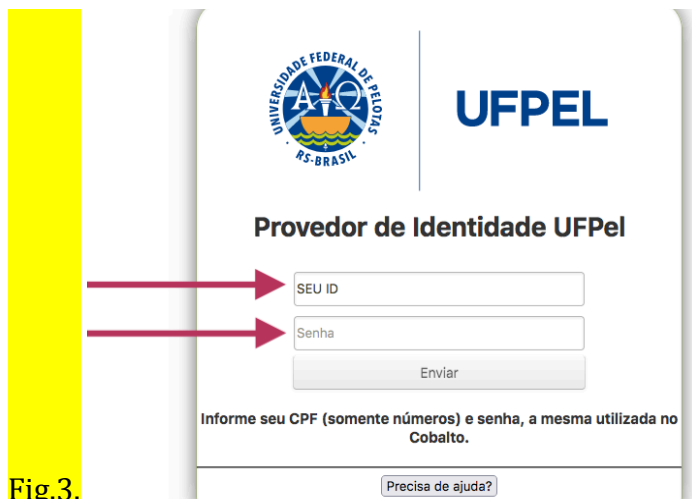 UNIVERSIDADE FEDERAL DE PELOTAS
ΑΩ
RS-BRASIL
UFPEL
Provedor de Identidade UFPel
SEU ID
Senha
Enviar
Informe seu CPF (somente números) e senha, a mesma utilizada no
Cobalto.
Precisa de ajuda?
Fig.3.